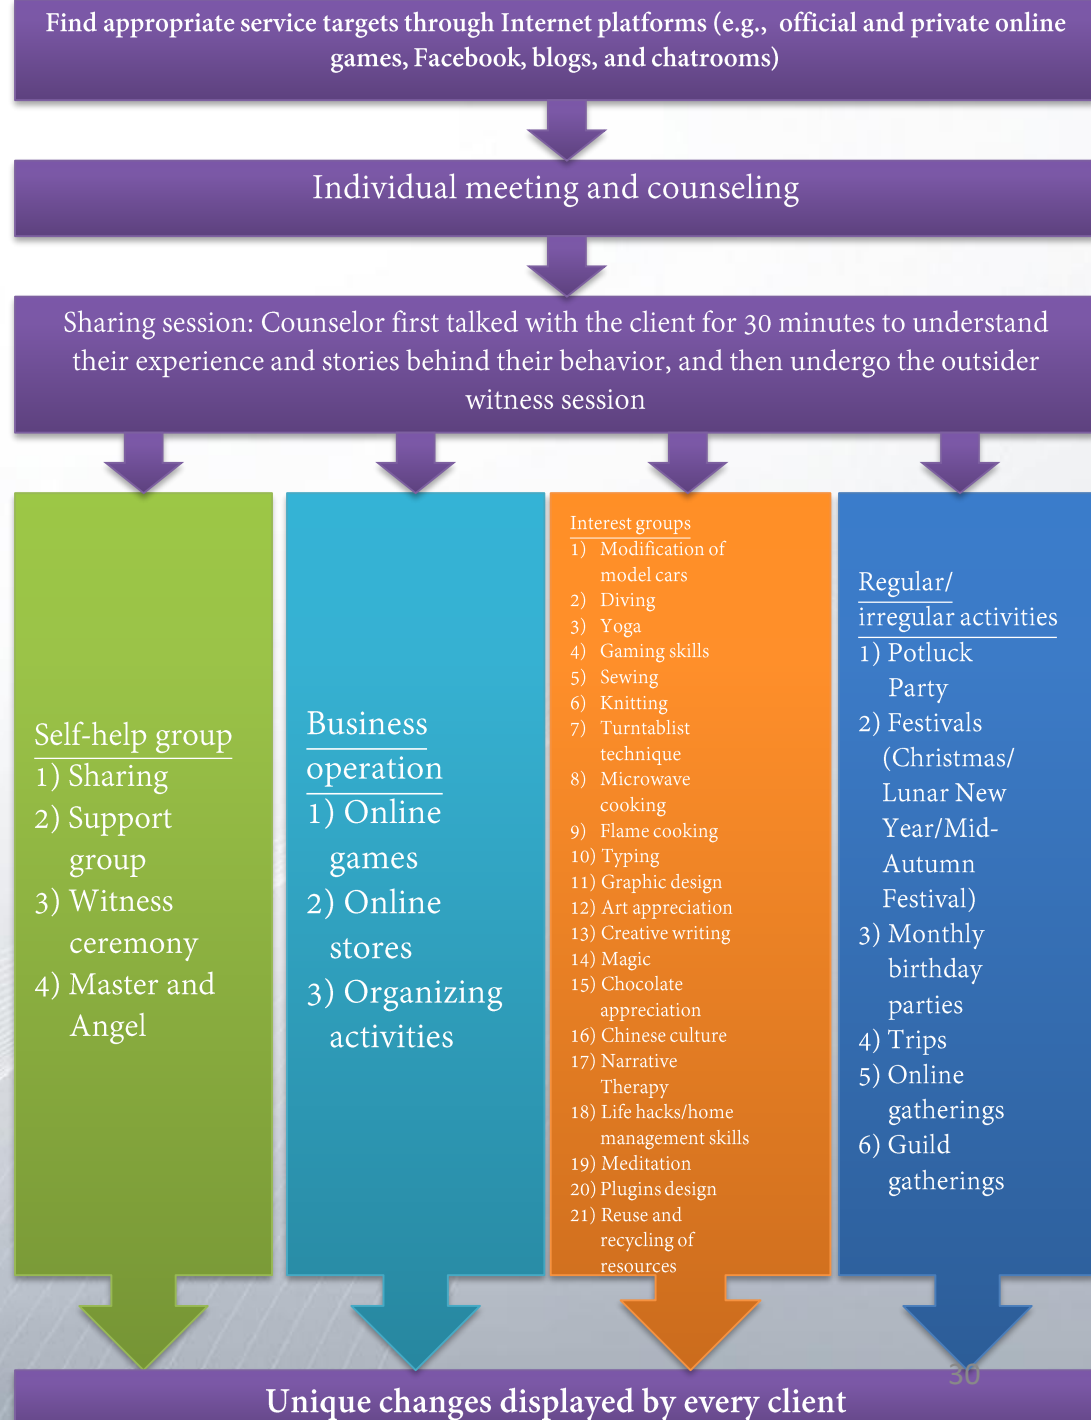 Find appropriate service targets through Internet platforms (e.g., official and private online
games, Facebook, blogs, and chatrooms)
Individual meeting and counseling
Sharing session: Counselor first talked with the client for 30 minutes to understand
their experience and stories behind their behavior, and then undergo the outsider
witness session
Self-help group
1) Sharing
2) Support
group
3) Witness
ceremony
4) Master and
Angel
Business
operation
1) Online
games
2) Online
stores
3) Organizing
activities
Interest groups
1) Modification of
model cars
2) Diving
3) Yoga
4) Gaming skills
5) Sewing
6) Knitting
7) Turntablist
technique
8) Microwave
cooking
9) Flame cooking
10) Typing
11) Graphic design
12) Art appreciation
13) Creative writing
14) Magic
15) Chocolate
appreciation
16) Chinese culture
17) Narrative
Therapy
18) Life hacks/home
management skills
19) Meditation
20) Plugins design
21) Reuse and
recycling of
resources
Regular/
irregular activities
1) Potluck
Party
2) Festivals
(Christmas/
Lunar New
Year/Mid-
Autumn
Festival)
3) Monthly
birthday
parties
4) Trips
5) Online
gatherings
6) Guild
gatherings
30
Unique changes displayed by every client